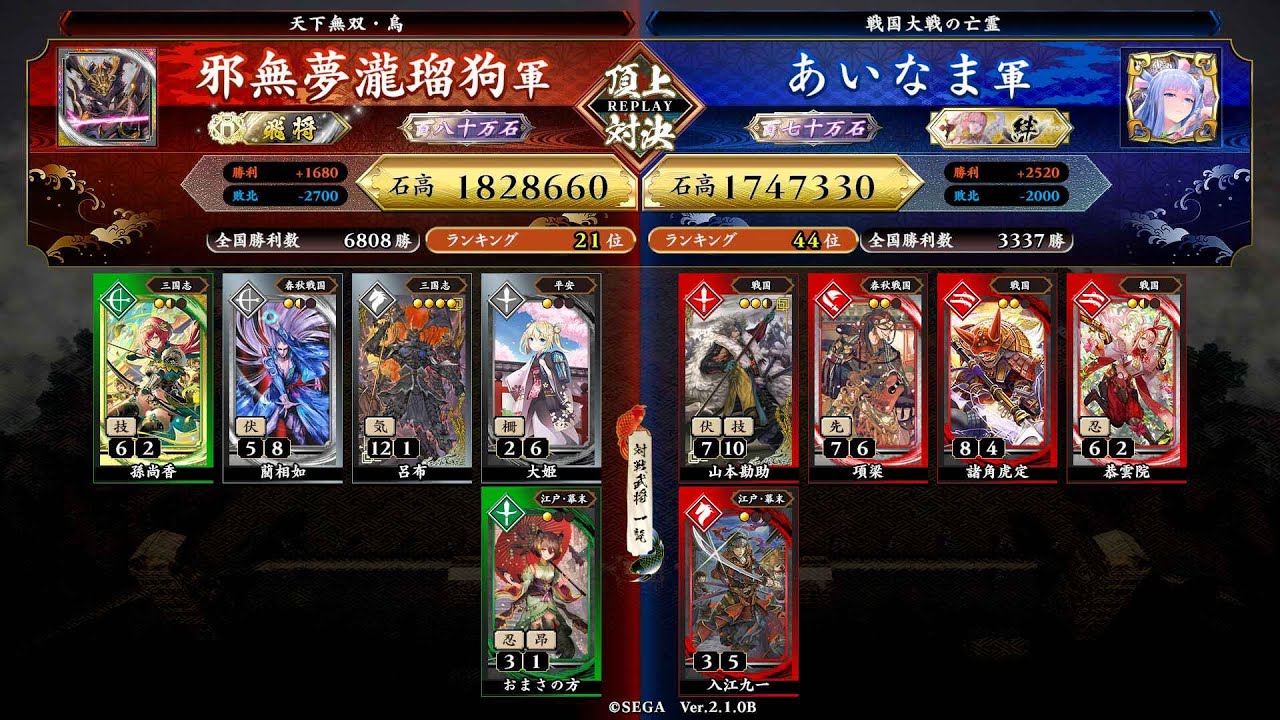 天下無双・鳥
戦国大戦の亡霊
邪無夢瀧瑠狗軍
頂上
REPLAY
対決
あいなま軍
飛将
百八十万石
百七十万石
絆
勝利 +1680
敗北 -2700
石高 1828660
石高 1747330
勝利 +2520
敗北 -2000
全国勝利数 6808勝
ランキング 21位
ランキング 44位
全国勝利数 3337勝
三国志
技
6 2
孫尚香
春秋戦国
伏
5 8
藺相如
三国志
気
12 1
呂布
平安
柵
2 6
大姫
戦国
伏 技
7 10
山本勘助
春秋戦国
先
7 6
項梁
戦国
8 4
諸角虎定
戦国
忍
6 2
恭雲院
対戦武将一覧
江戸・幕末
忍 昂
3 1
おまさの方
江戸・幕末
3 5
入江九一
©SEGA Ver.2.1.0B